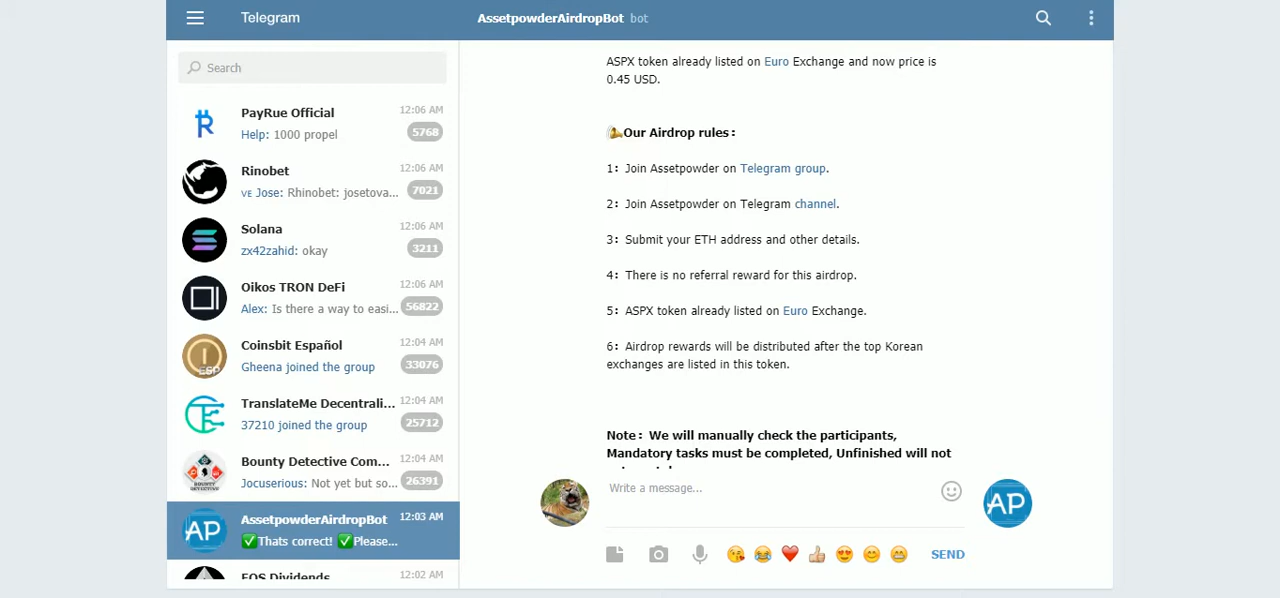 Telegram
AssetpowderAirdropBot bot
Search
PayRue Official 12:06 AM
Help: 1000 propel 5768
Rinobet 12:06 AM
VE Jose: Rhinobet: josetova... 7021
Solana 12:06 AM
zx42zahid: okay 3211
Oikos TRON DeFi 12:06 AM
Alex: Is there a way to easi... 56822
Coinsbit Español 12:04 AM
Gheena joined the group 33076
ESP
TranslateMe Decentrali... 12:04 AM
37210 joined the group 25712
Bounty Detective Com... 12:04 AM
Jocuserious: Not yet but so... 26391
BOUNTY
DETECTIVE
AssetpowderAirdropBot 12:03 AM
✅Thats correct! ✅Please...
AP
EOS Dividends 12:02 AM
ASPX token already listed on Euro Exchange and now price is
0.45 USD.
Our Airdrop rules:
1: Join Assetpowder on Telegram group.
2: Join Assetpowder on Telegram channel.
3: Submit your ETH address and other details.
4: There is no referral reward for this airdrop.
5: ASPX token already listed on Euro Exchange.
6: Airdrop rewards will be distributed after the top Korean
exchanges are listed in this token.
Note: We will manually check the participants,
Mandatory tasks must be completed, Unfinished will not
Write a message...
AP
SEND